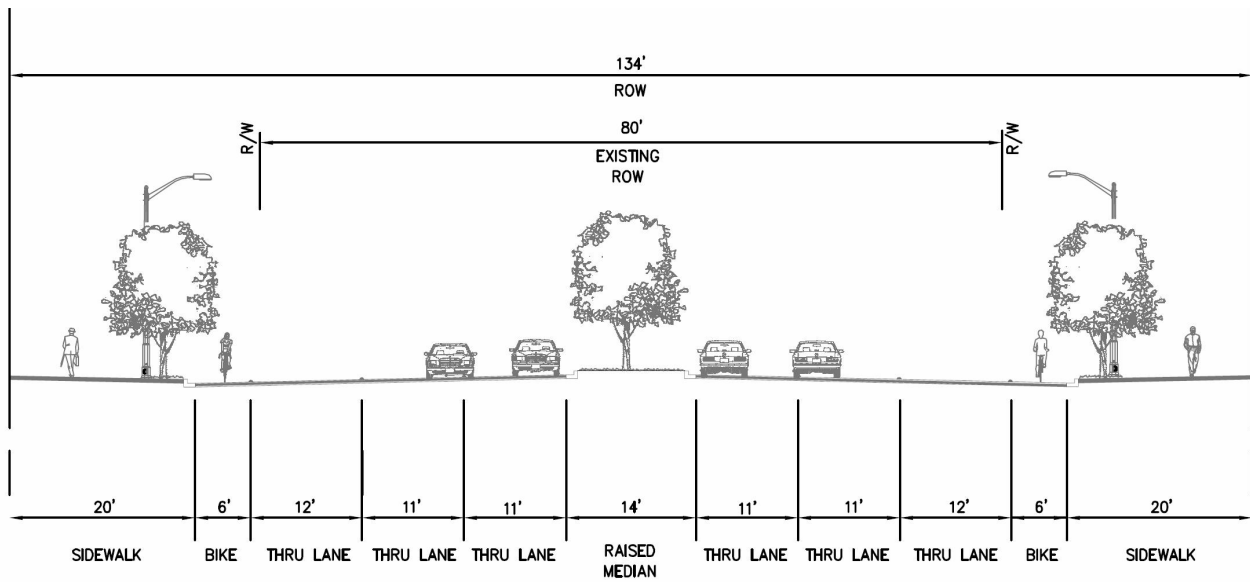 134'
ROW
R/W
80'
R/W
EXISTING
ROW
20'
6'
12'
11'
11'
14'
11'
11'
12'
6'
20'
SIDEWALK
BIKE
THRU LANE
THRU LANE
THRU LANE
RAISED
MEDIAN
THRU LANE
THRU LANE
THRU LANE
BIKE
SIDEWALK